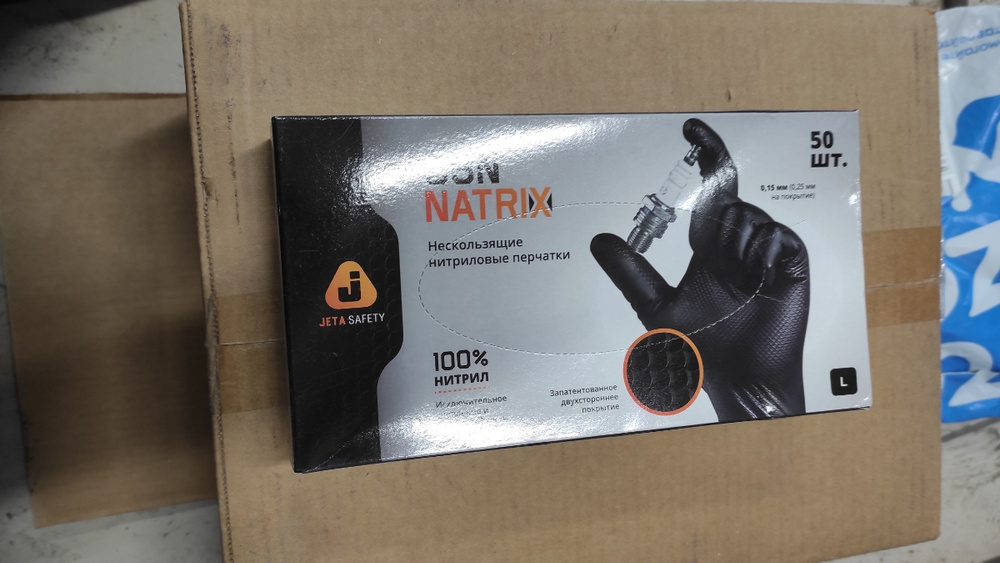 NATRIX
Нескользящие
нитриловые перчатки
JETA SAFETY
100%
НИТРИЛ
Исключительное
Запатентованное
двухстороннее
покрытие
50
ШТ.
0,15 мм (0,25 мм
на покрытие)
L